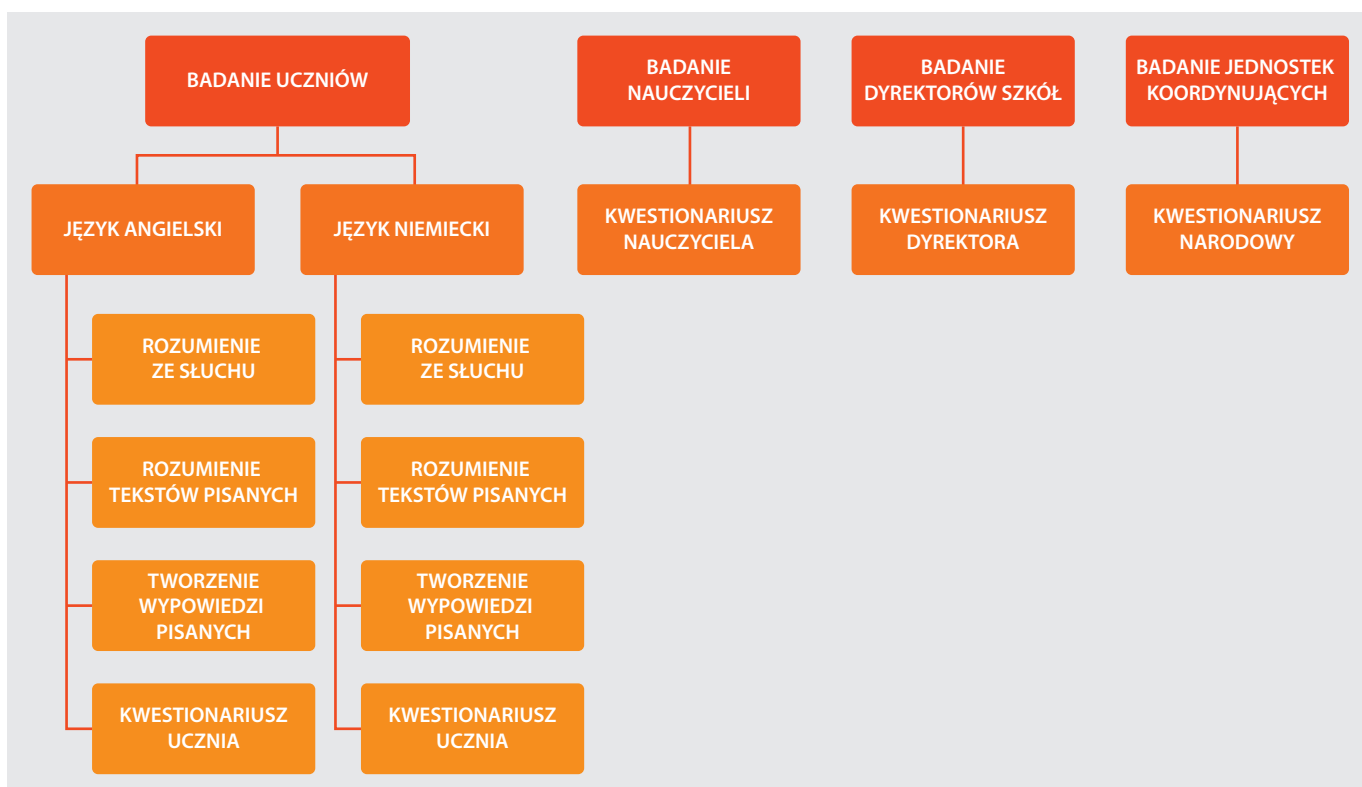 BADANIE UCZNIÓW
BADANIE
NAUCZYCIELI
BADANIE
DYREKTORÓW SZKÓŁ
BADANIE JEDNOSTEK
KOORDYNUJĄCYCH
JĘZYK ANGIELSKI
JĘZYK NIEMIECKI
KWESTIONARIUSZ
NAUCZYCIELA
KWESTIONARIUSZ
DYREKTORA
KWESTIONARIUSZ
NARODOWY
ROZUMIENIE
ZE SŁUCHU
ROZUMIENIE
ZE SŁUCHU
ROZUMIENIE
TEKSTÓW PISANYCH
ROZUMIENIE
TEKSTÓW PISANYCH
TWORZENIE
WYPOWIEDZI
PISANYCH
TWORZENIE
WYPOWIEDZI
PISANYCH
KWESTIONARIUSZ
UCZNIA
KWESTIONARIUSZ
UCZNIA